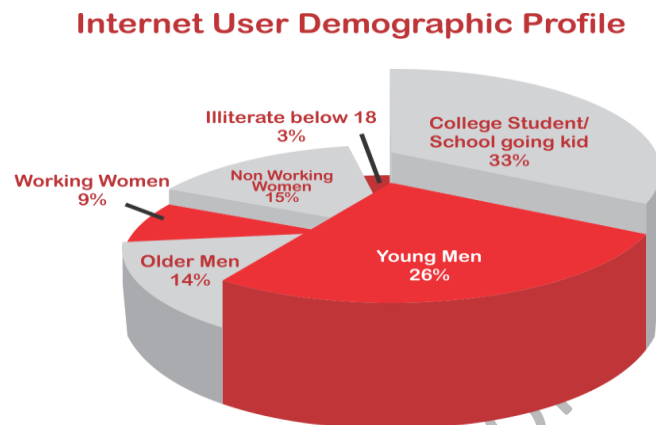 Internet User Demographic Profile
Illiterate below 18
3%
College Student/
School going kid
33%
Working Women
9%
Non Working
Women
15%
Older Men
14%
Young Men
26%